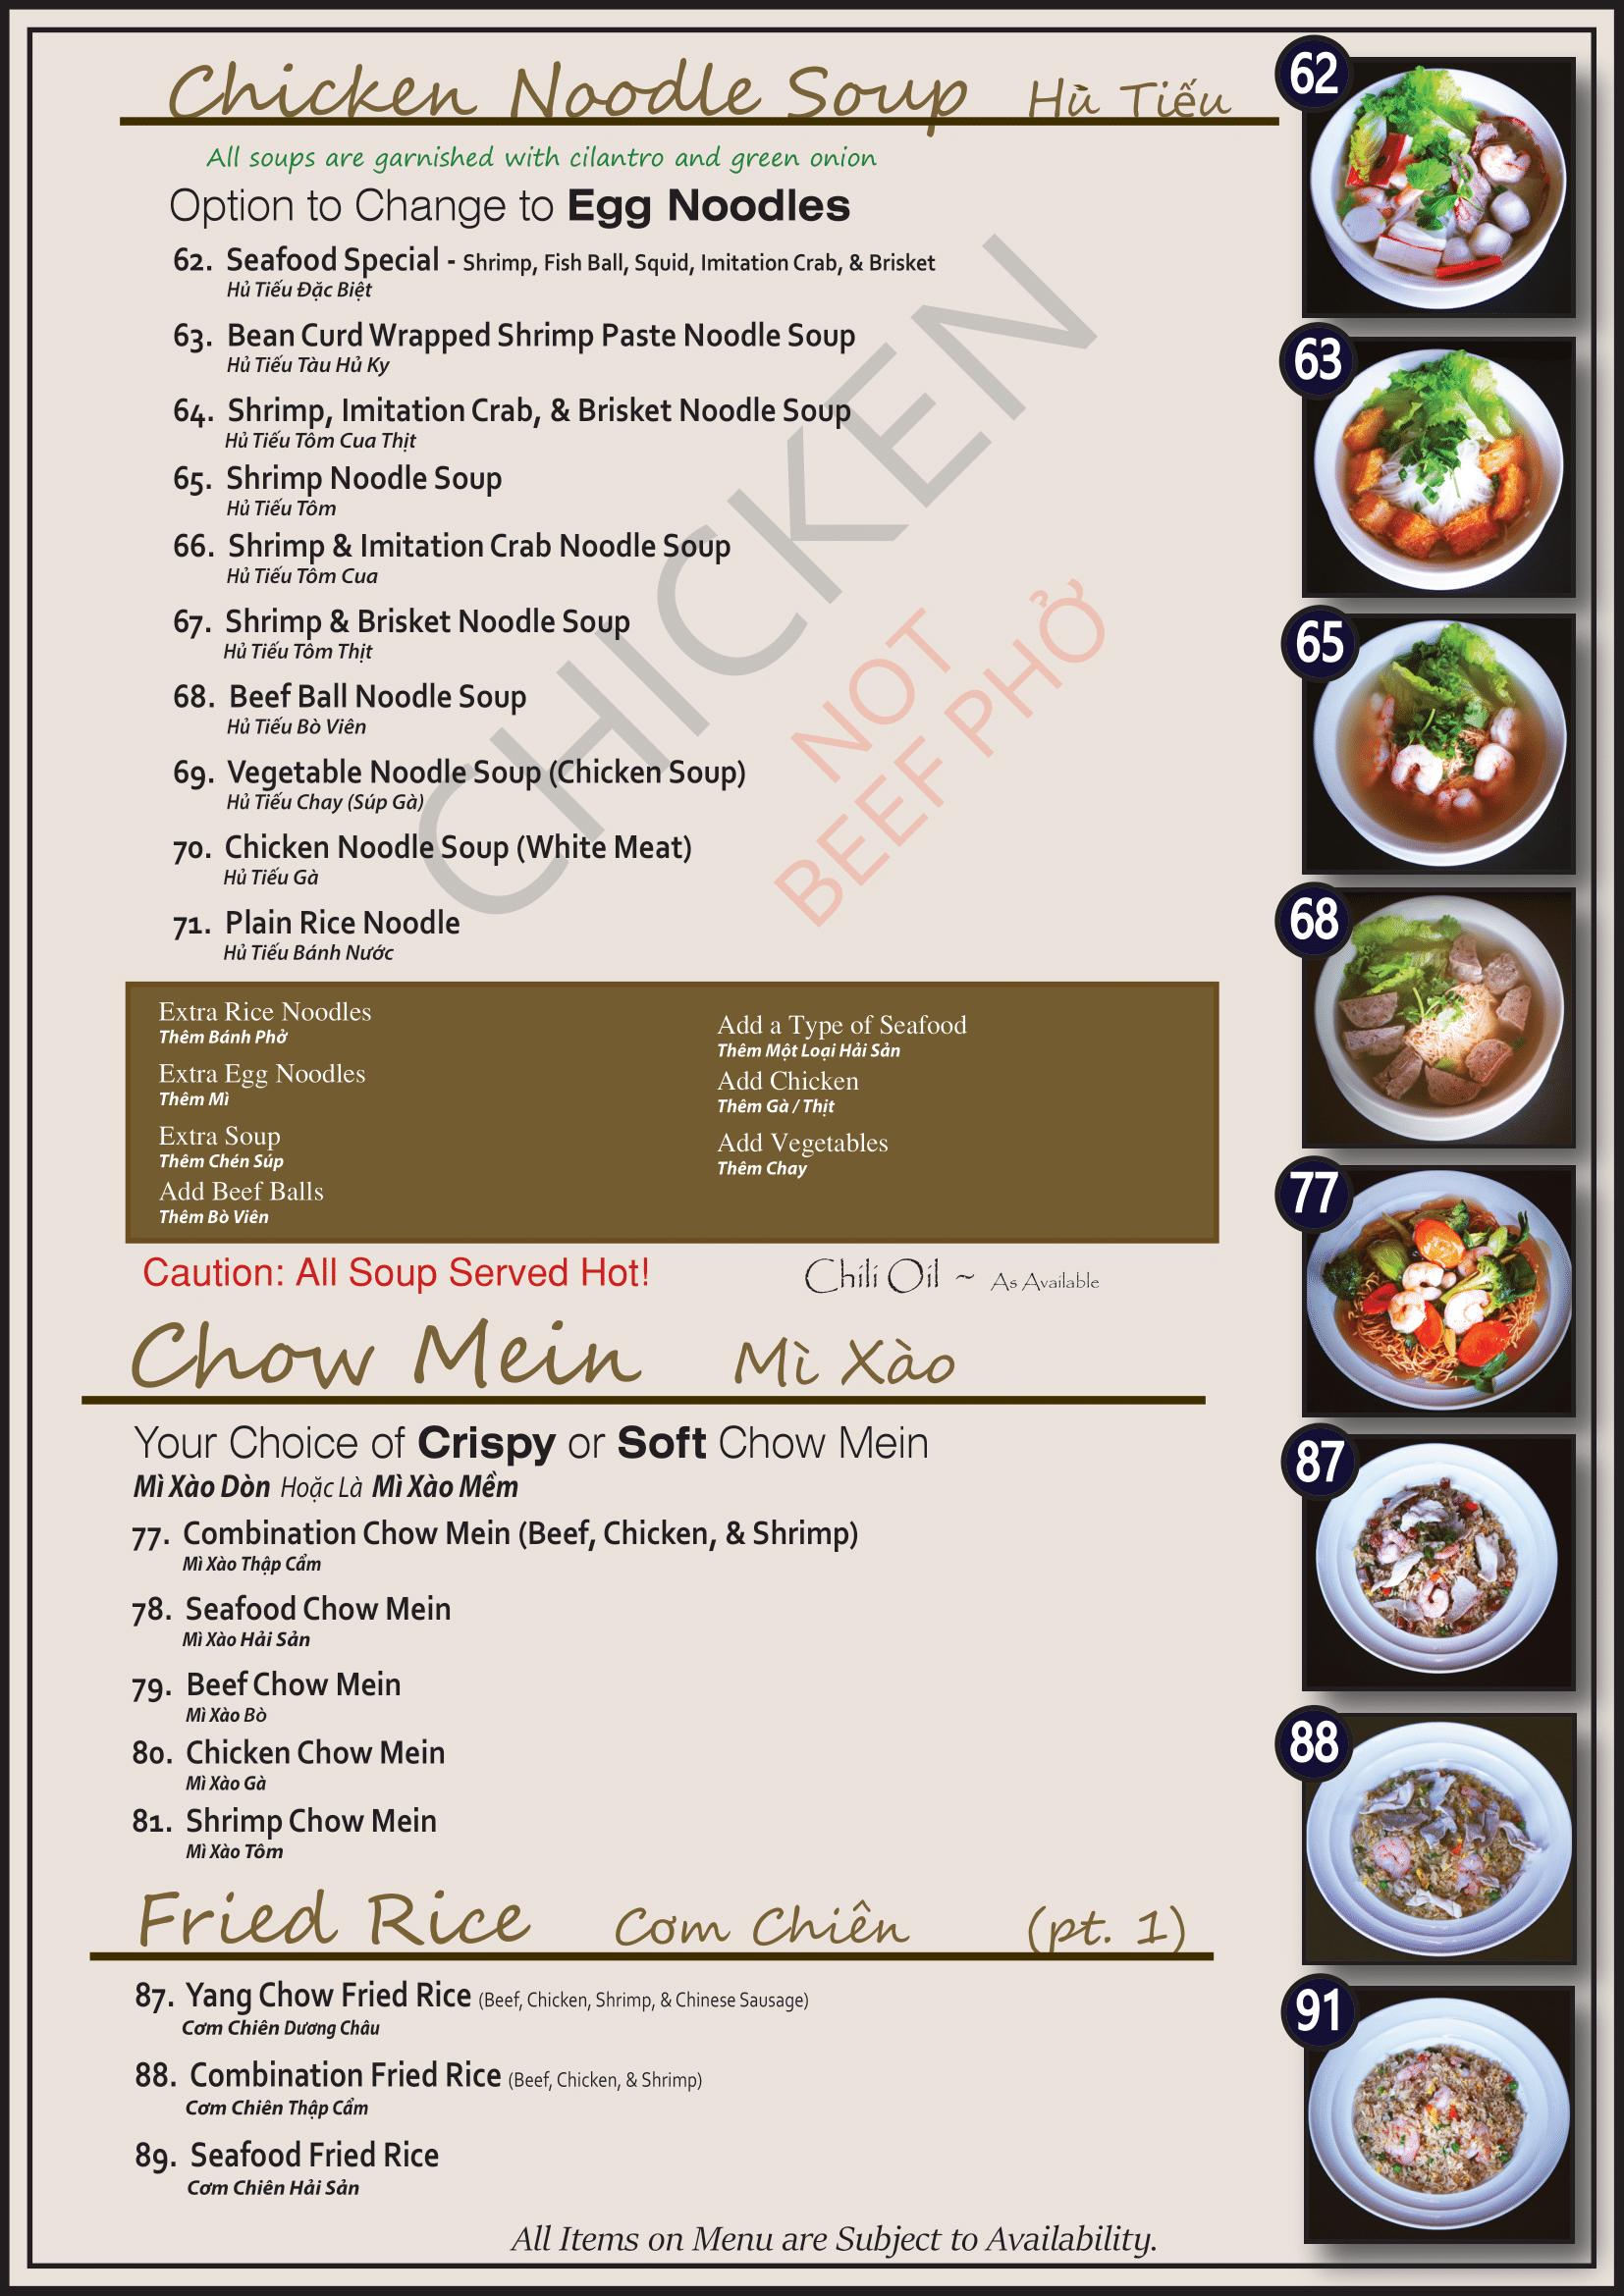 Chicken Noodle Soup Hủ Tiếu
All soups are garnished with cilantro and green onion
Option to Change to Egg Noodles
62. Seafood Special - Shrimp, Fish Ball, Squid, Imitation Crab, & Brisket
Hủ Tiếu Đặc Biệt
63. Bean Curd Wrapped Shrimp Paste Noodle Soup
Hủ Tiếu Tàu Hủ Ky
64. Shrimp, Imitation Crab, & Brisket Noodle Soup
Hủ Tiếu Tôm Cua Thịt
65. Shrimp Noodle Soup
Hủ Tiếu Tôm
66. Shrimp & Imitation Crab Noodle Soup
Hủ Tiếu Tôm Cua
67. Shrimp & Brisket Noodle Soup
Hủ Tiếu Tôm Thịt
68. Beef Ball Noodle Soup
Hủ Tiếu Bò Viên
69. Vegetable Noodle Soup (Chicken Soup)
Hủ Tiếu Chay (Súp Gà)
70. Chicken Noodle Soup (White Meat)
Hủ Tiếu Gà
71. Plain Rice Noodle
Hủ Tiếu Bánh Nước
CHICKEN
NOT
BEEF PHỞ
Extra Rice Noodles
Thêm Bánh Phở
Extra Egg Noodles
Thêm Mì
Extra Soup
Thêm Chén Súp
Add Beef Balls
Thêm Bò Viên
Add a Type of Seafood
Thêm Một Loại Hải Sản
Add Chicken
Thêm Gà / Thịt
Add Vegetables
Thêm Chay
Caution: All Soup Served Hot!
Chili Oil ~ As Available
Chow Mein Mì Xào
Your Choice of Crispy or Soft Chow Mein
Mì Xào Dòn Hoặc Là Mì Xào Mềm
77. Combination Chow Mein (Beef, Chicken, & Shrimp)
Mì Xào Thập Cẩm
78. Seafood Chow Mein
Mì Xào Hải Sản
79. Beef Chow Mein
Mì Xào Bò
80. Chicken Chow Mein
Mì Xào Gà
81. Shrimp Chow Mein
Mì Xào Tôm
Fried Rice Cơm Chiên (pt. 1)
87. Yang Chow Fried Rice (Beef, Chicken, Shrimp, & Chinese Sausage)
Cơm Chiên Dương Châu
88. Combination Fried Rice (Beef, Chicken, & Shrimp)
Cơm Chiên Thập Cẩm
89. Seafood Fried Rice
Cơm Chiên Hải Sản
All Items on Menu are Subject to Availability.
62
63
65
68
77
87
88
91